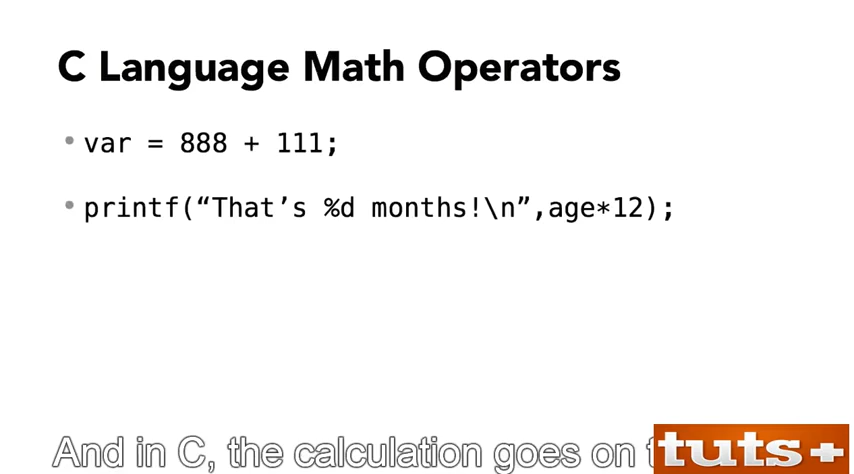 C Language Math Operators
• var = 888 + 111;
• printf(“That’s %d months!\n”,age*12);
And in C, the calculation goes on
tuts+